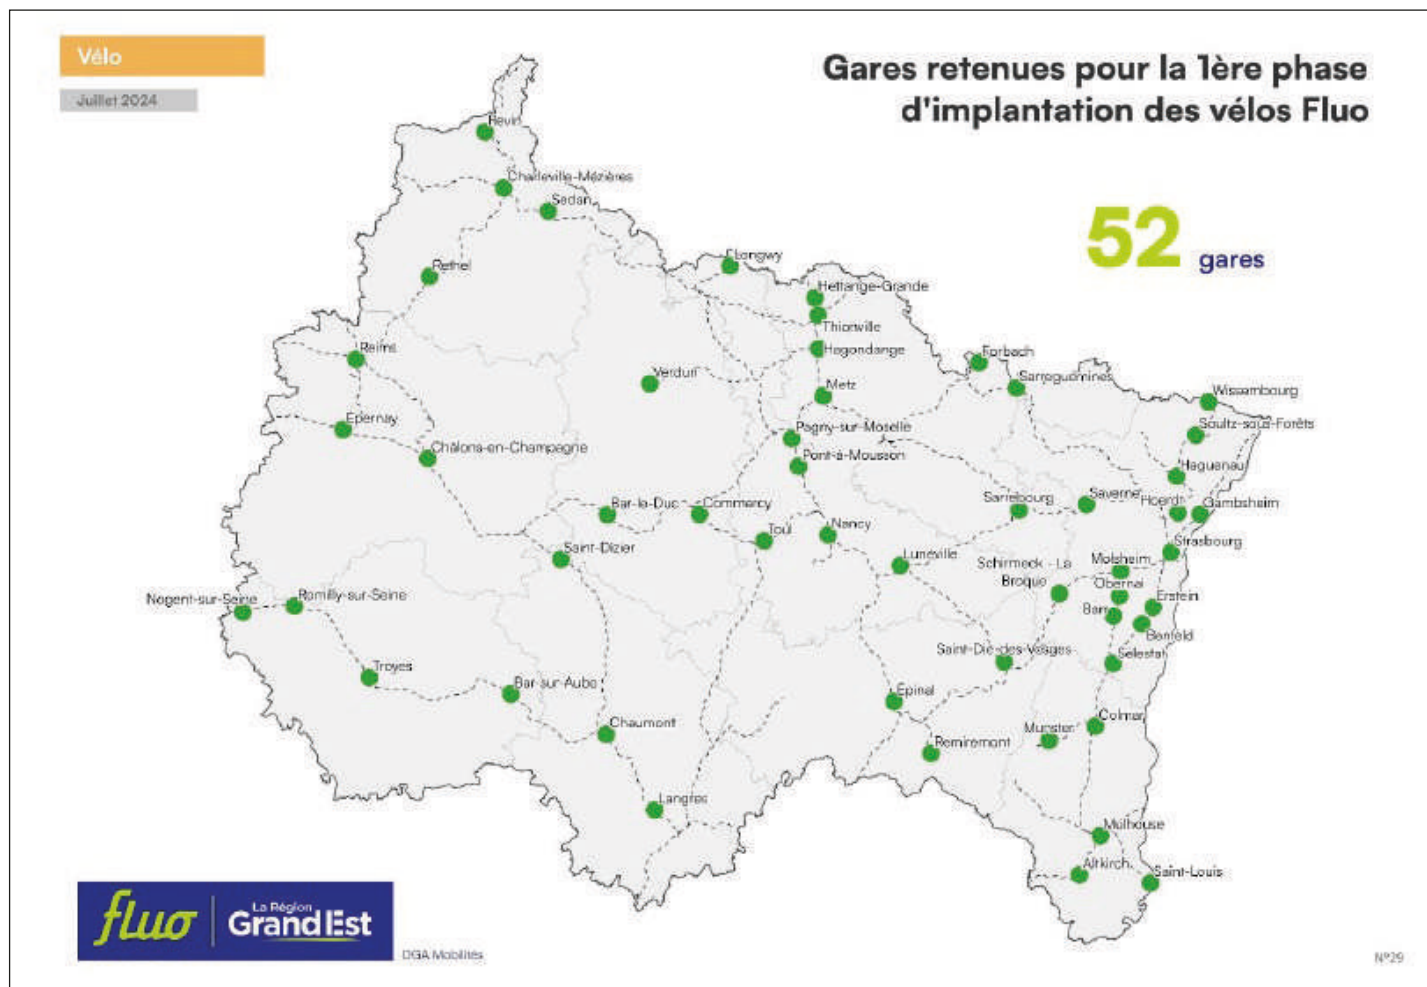 Vélo
Juillet 2024
Gares retenues pour la 1ère phase
d'implantation des vélos Fluo
52 gares
Revin
Charleville-Mézières
Sedan
Rethel
Longwy
Hettange-Grande
Thionville
Hagondange
Reims
Verdun
Metz
Forbach
Sarreguemines
Wissembourg
Soultz-sous-Forêts
Épernay
Pagny-sur-Moselle
Châlons-en-Champagne
Pont-à-Mousson
Haguenau
Bar-le-Duc
Commercy
Sarrebourg
Saverne
Hoerdt
Gambsheim
Toul
Nancy
Saint-Dizier
Strasbourg
Lunéville
Molsheim
Schirmeck - La
Broque
Obernai
Nogent-sur-Seine
Romilly-sur-Seine
Barr
Erstein
Benfeld
Saint-Dié-des-Vosges
Sélestat
Troyes
Bar-sur-Aube
Épinal
Chaumont
Remiremont
Munster
Colmar
Langres
Mulhouse
Altkirch
Saint-Louis
fluo
La Région
GrandEst
DGA Mobilités
N°29